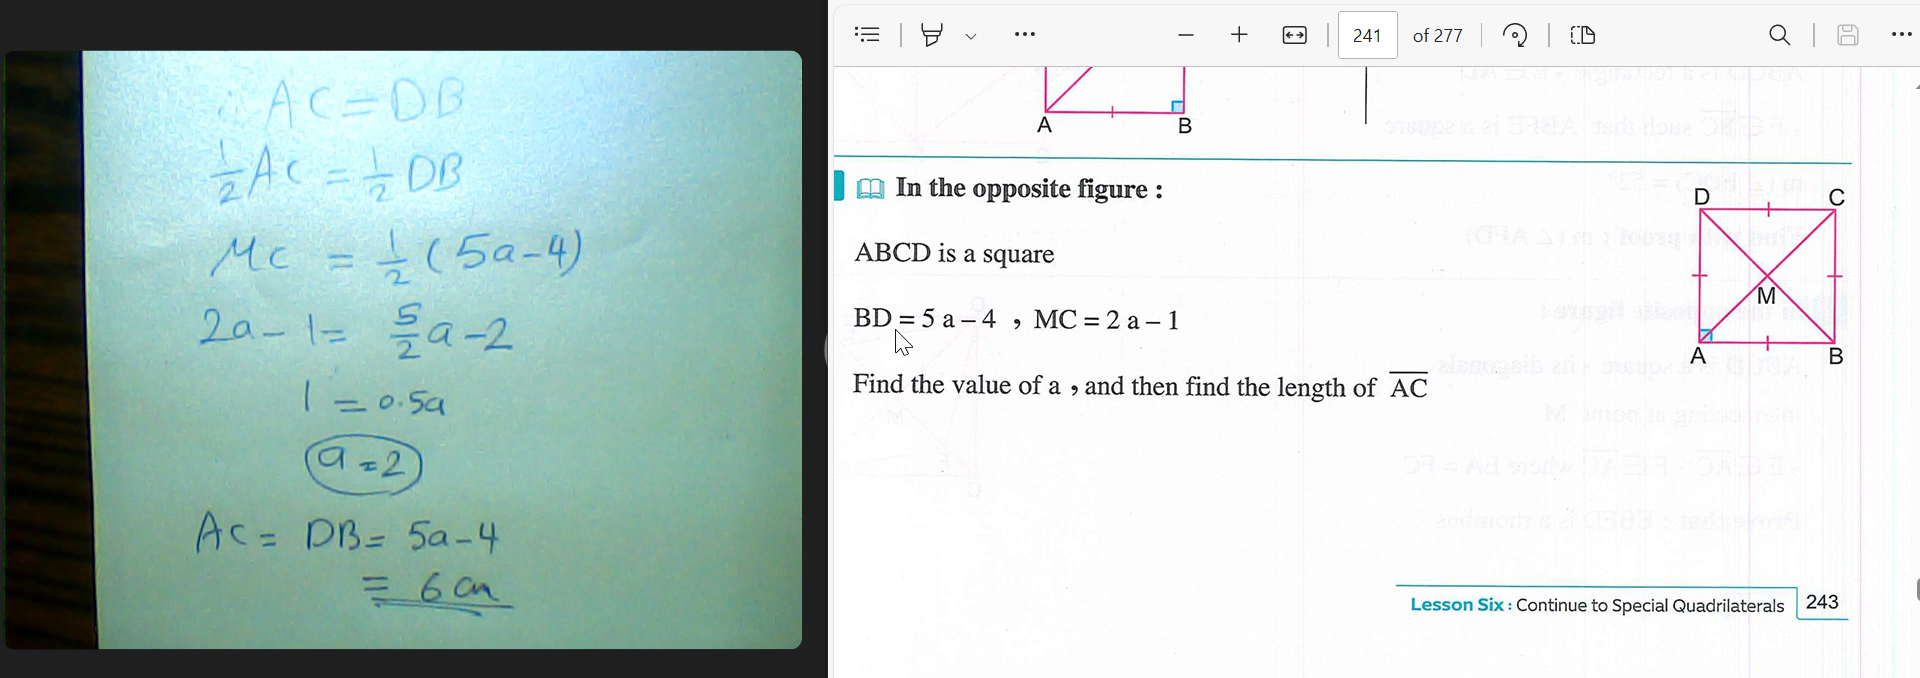 ∴ AC = DB
1/2 AC = 1/2 DB
MC = 1/2 (5a-4)
2a-1 = 5/2 a-2
1 = 0.5a
a = 2
AC = DB = 5a-4
= 6 cm
241 of 277
A B
In the opposite figure :
ABCD is a square
BD = 5 a – 4 , MC = 2 a – 1
Find the value of a , and then find the length of AC
D C
M
A B
Lesson Six : Continue to Special Quadrilaterals 243